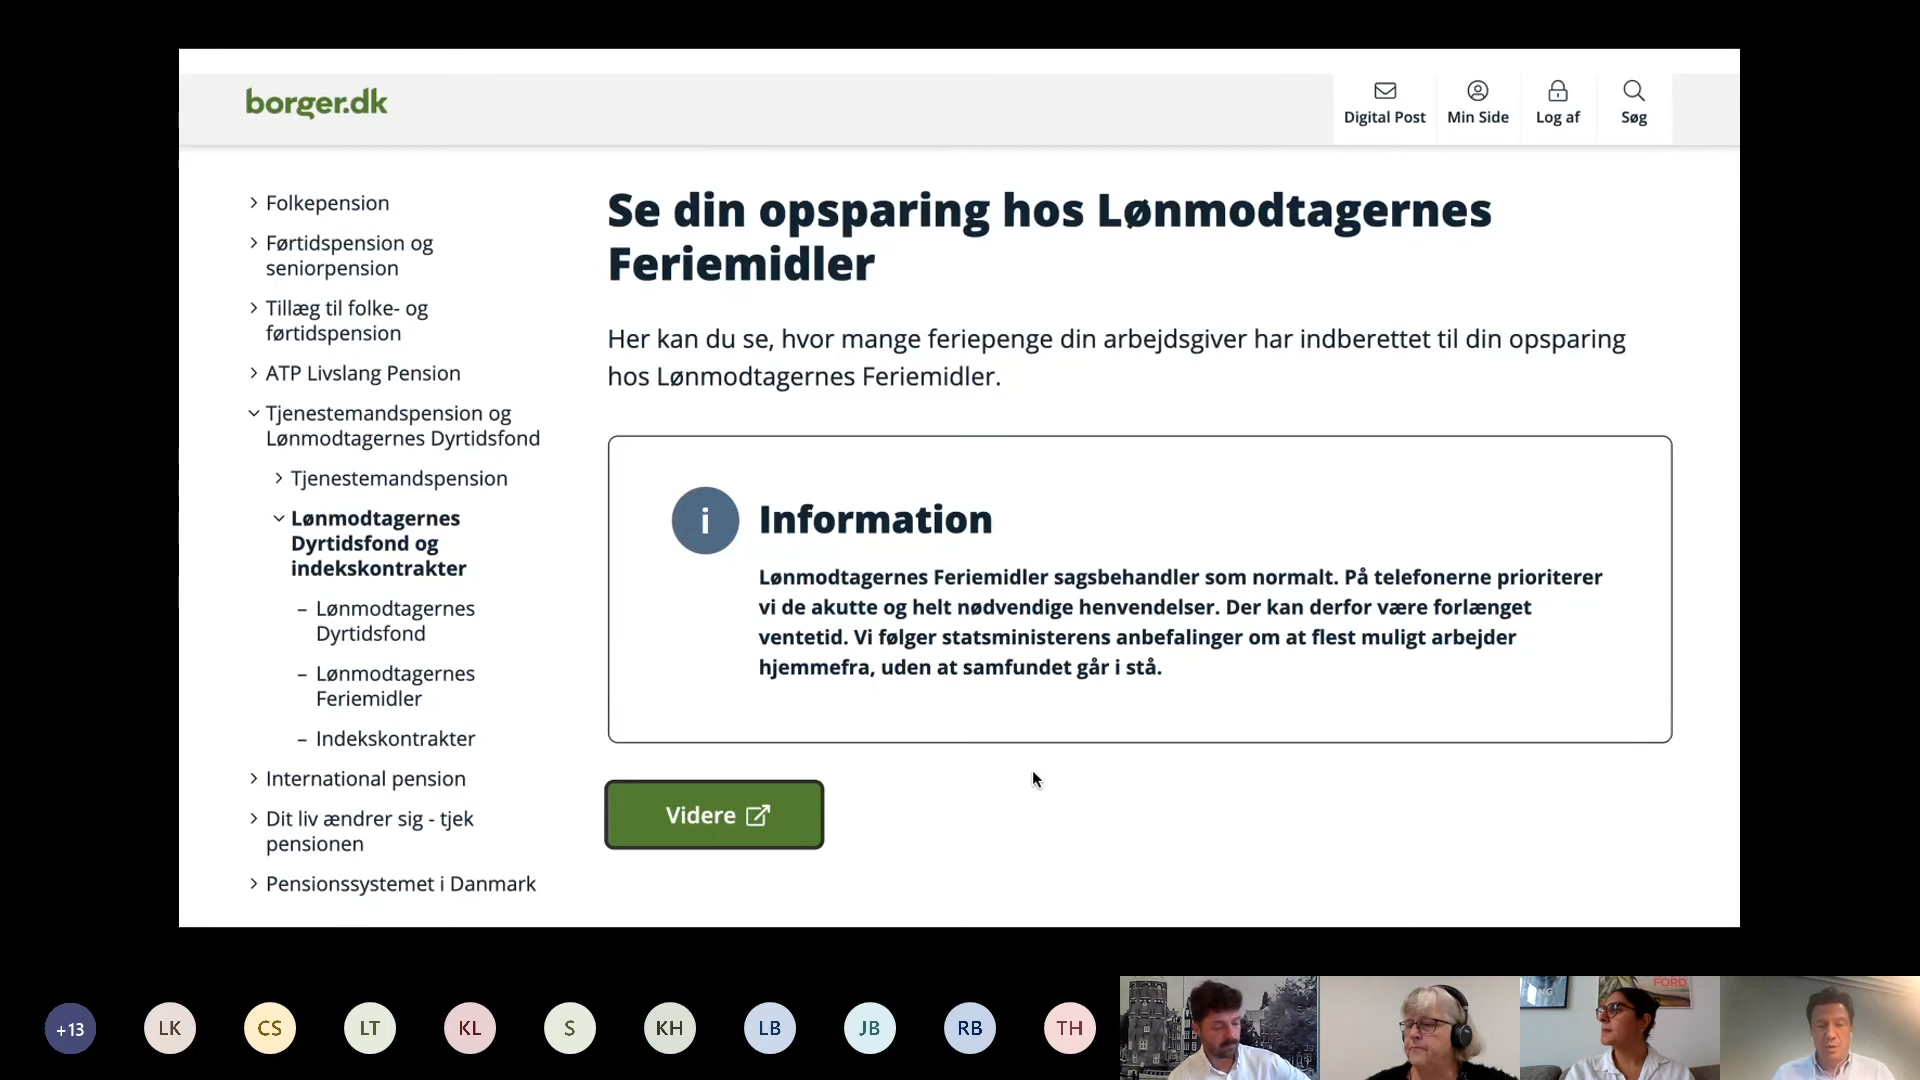 borger.dk
Digital Post
Min Side
Log af
Søg
Folkepension
Førtidspension og
seniorpension
Tillæg til folke- og
førtidspension
ATP Livslang Pension
Tjenestemandspension og
Lønmodtagernes Dyrtidsfond
Tjenestemandspension
Lønmodtagernes
Dyrtidsfond og
indekskontrakter
– Lønmodtagernes
Dyrtidsfond
– Lønmodtagernes
Feriemidler
– Indekskontrakter
International pension
Dit liv ændrer sig - tjek
pensionen
Pensionssystemet i Danmark
Se din opsparing hos Lønmodtagernes
Feriemidler
Her kan du se, hvor mange feriepenge din arbejdsgiver har indberettet til din opsparing
hos Lønmodtagernes Feriemidler.
i
Information
Lønmodtagernes Feriemidler sagsbehandler som normalt. På telefonerne prioriterer
vi de akutte og helt nødvendige henvendelser. Der kan derfor være forlænget
ventetid. Vi følger statsministerens anbefalinger om at flest muligt arbejder
hjemmefra, uden at samfundet går i stå.
Videre
+13
LK
CS
LT
KL
S
KH
LB
JB
RB
TH
FORD